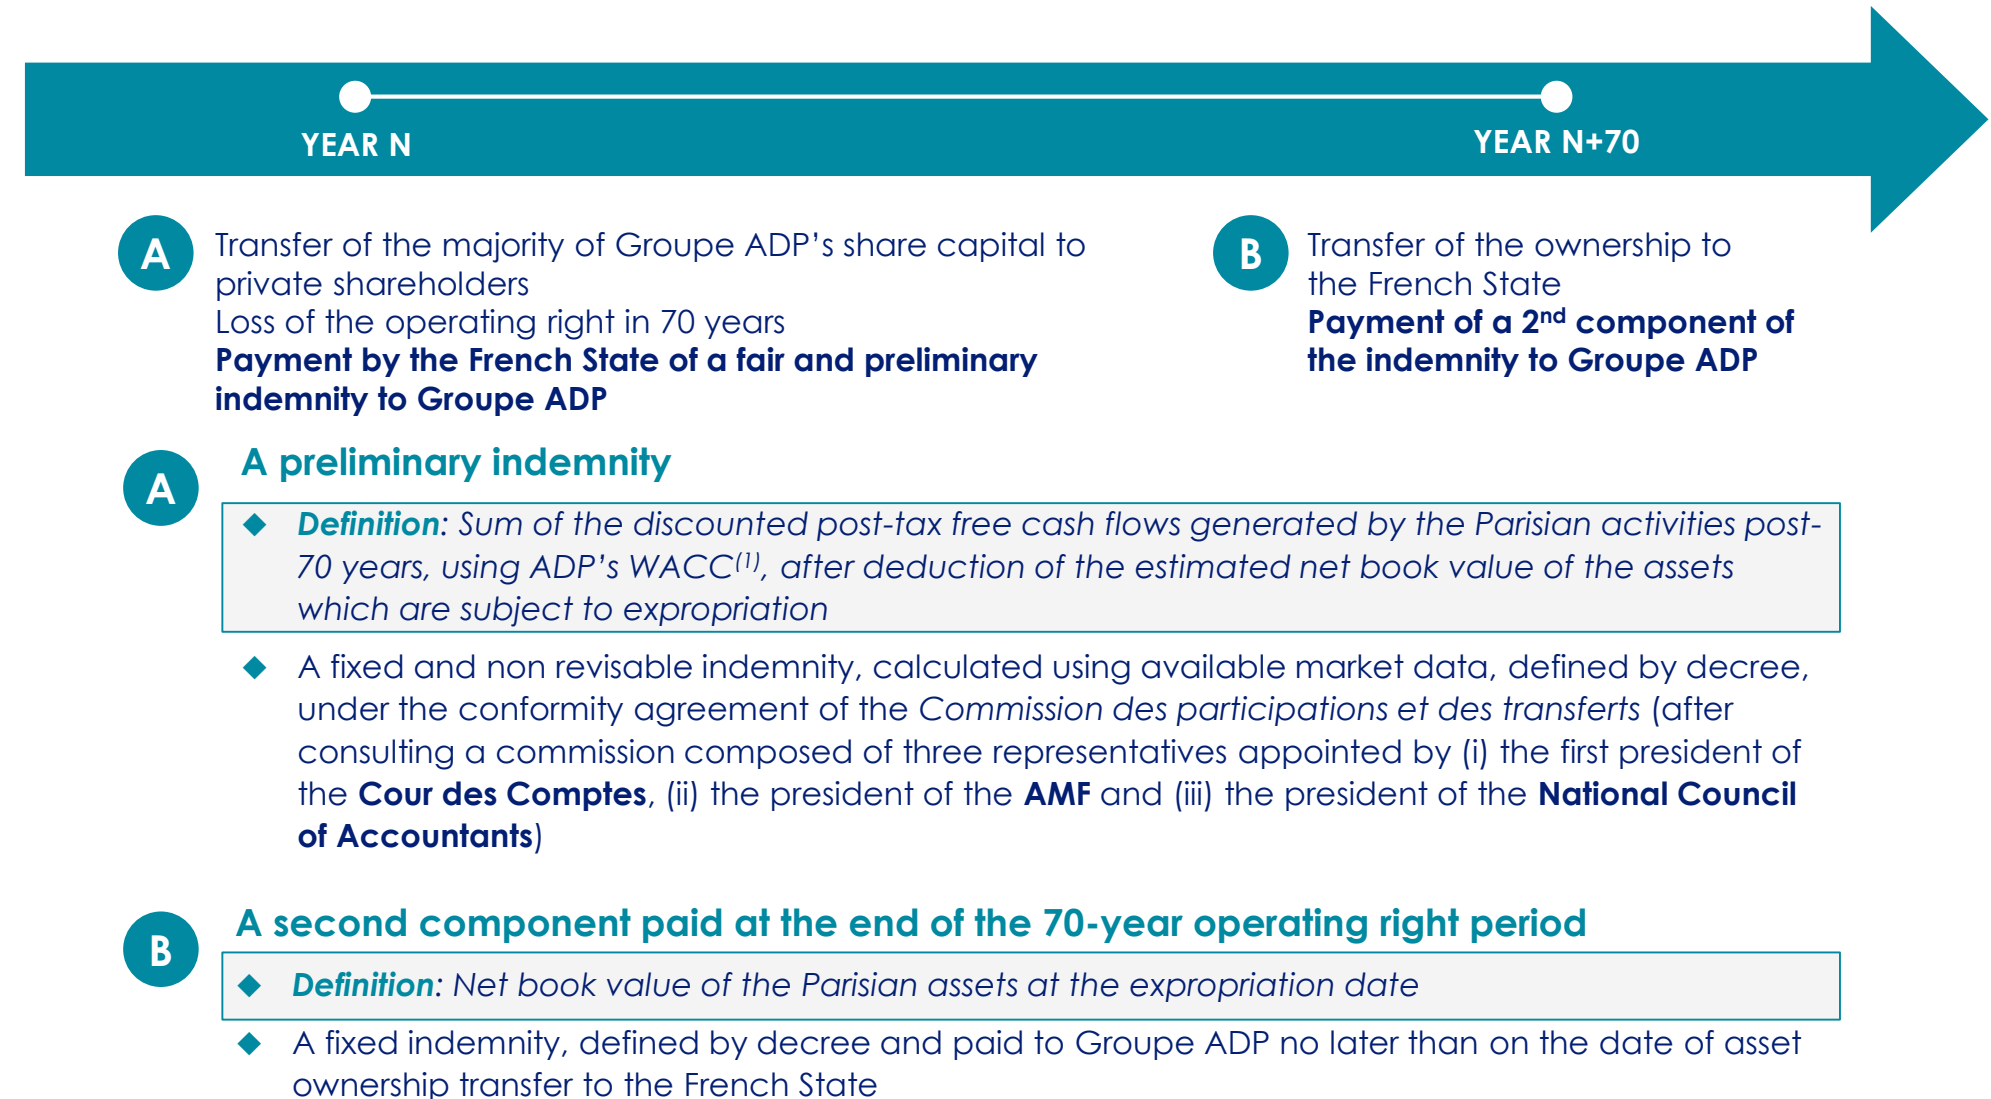 YEAR N
YEAR N+70
A
Transfer of the majority of Groupe ADP’s share capital to
private shareholders
Loss of the operating right in 70 years
Payment by the French State of a fair and preliminary
indemnity to Groupe ADP
B
Transfer of the ownership to
the French State
Payment of a 2nd component of
the indemnity to Groupe ADP
A
A preliminary indemnity
◆ Definition: Sum of the discounted post-tax free cash flows generated by the Parisian activities post-
70 years, using ADP’s WACC(1), after deduction of the estimated net book value of the assets
which are subject to expropriation
◆ A fixed and non revisable indemnity, calculated using available market data, defined by decree,
under the conformity agreement of the Commission des participations et des transferts (after
consulting a commission composed of three representatives appointed by (i) the first president of
the Cour des Comptes, (ii) the president of the AMF and (iii) the president of the National Council
of Accountants)
B
A second component paid at the end of the 70-year operating right period
◆ Definition: Net book value of the Parisian assets at the expropriation date
◆ A fixed indemnity, defined by decree and paid to Groupe ADP no later than on the date of asset
ownership transfer to the French State